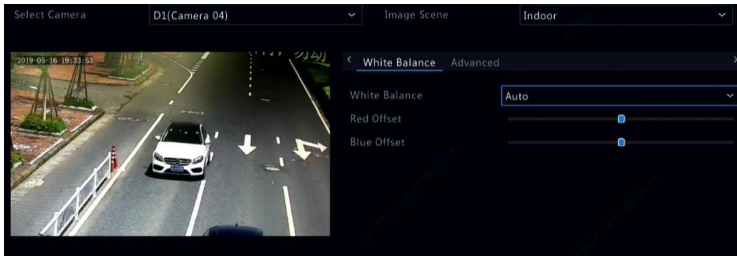 Select Camera D1(Camera 04) Image Scene Indoor
2019-05-16 19:33:53
White Balance Advanced
White Balance Auto
Red Offset
Blue Offset